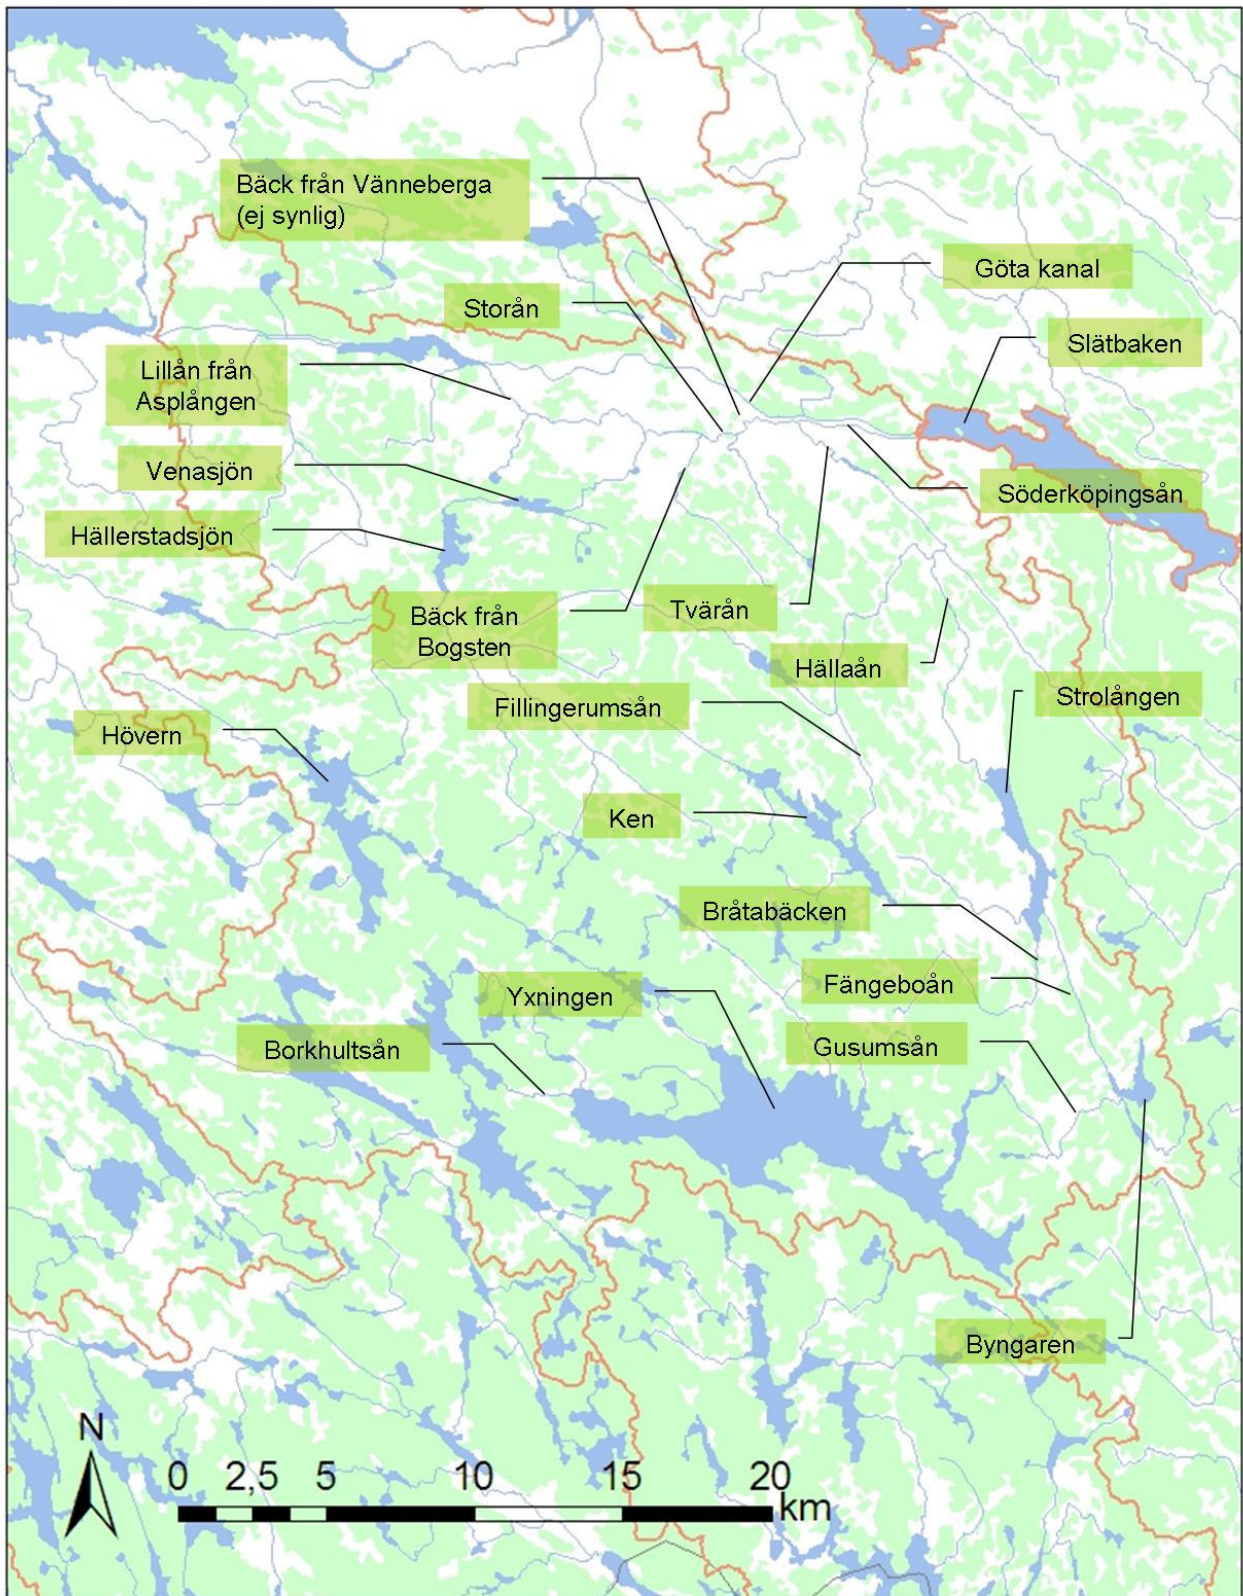 Bäck från Vänneberga
(ej synlig)
Göta kanal
Storån
Slätbaken
Lillån från
Asplången
Venasjön
Söderköpingsån
Hällerstadsjön
Bäck från
Bogsten
Tvärån
Hällaån
Fillingerumsån
Strolången
Hövern
Ken
Bråtabäcken
Fängeboån
Yxningen
Gusumsån
Borkhultsån
Byngaren
N
0 2,5 5 10 15 20
km